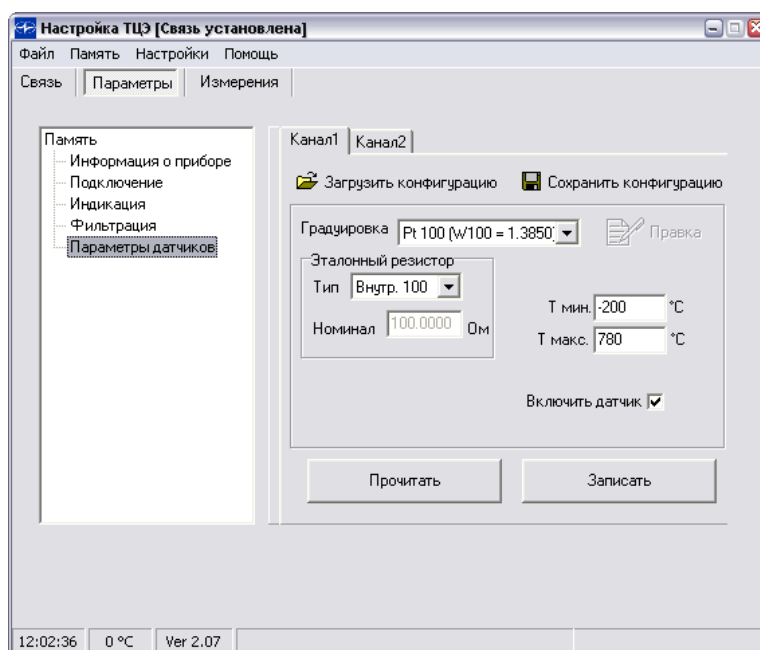 Настройка ТЦЭ [Связь установлена]
Файл Память Настройки Помощь
Связь Параметры Измерения
Память
Информация о приборе
Подключение
Индикация
Фильтрация
Параметры датчиков
Канал1 Канал2
Загрузить конфигурацию Сохранить конфигурацию
Градуировка Pt 100 (W100 = 1.3850) Правка
Эталонный резистор
Тип Внутр. 100
Номинал 100.0000 Ом
Т мин. -200 °C
Т макс. 780 °C
Включить датчик
Прочитать Записать
12:02:36 0 °C Ver 2.07